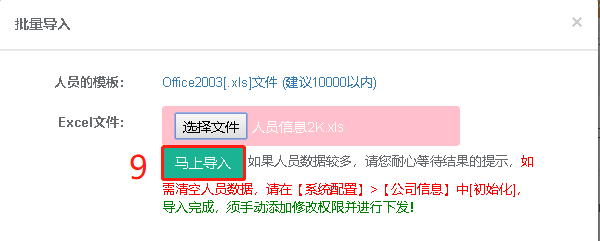 批量导入 ×
人员的模板: Office2003[.xls]文件 (建议10000以内)
Excel文件: 选择文件 人员信息2K.xls
9 马上导入 如果人员数据较多，请您耐心等待结果的提示，如
需清空人员数据，请在【系统配置】>【公司信息】中[初始化]，
导入完成，须手动添加修改权限并进行下发！